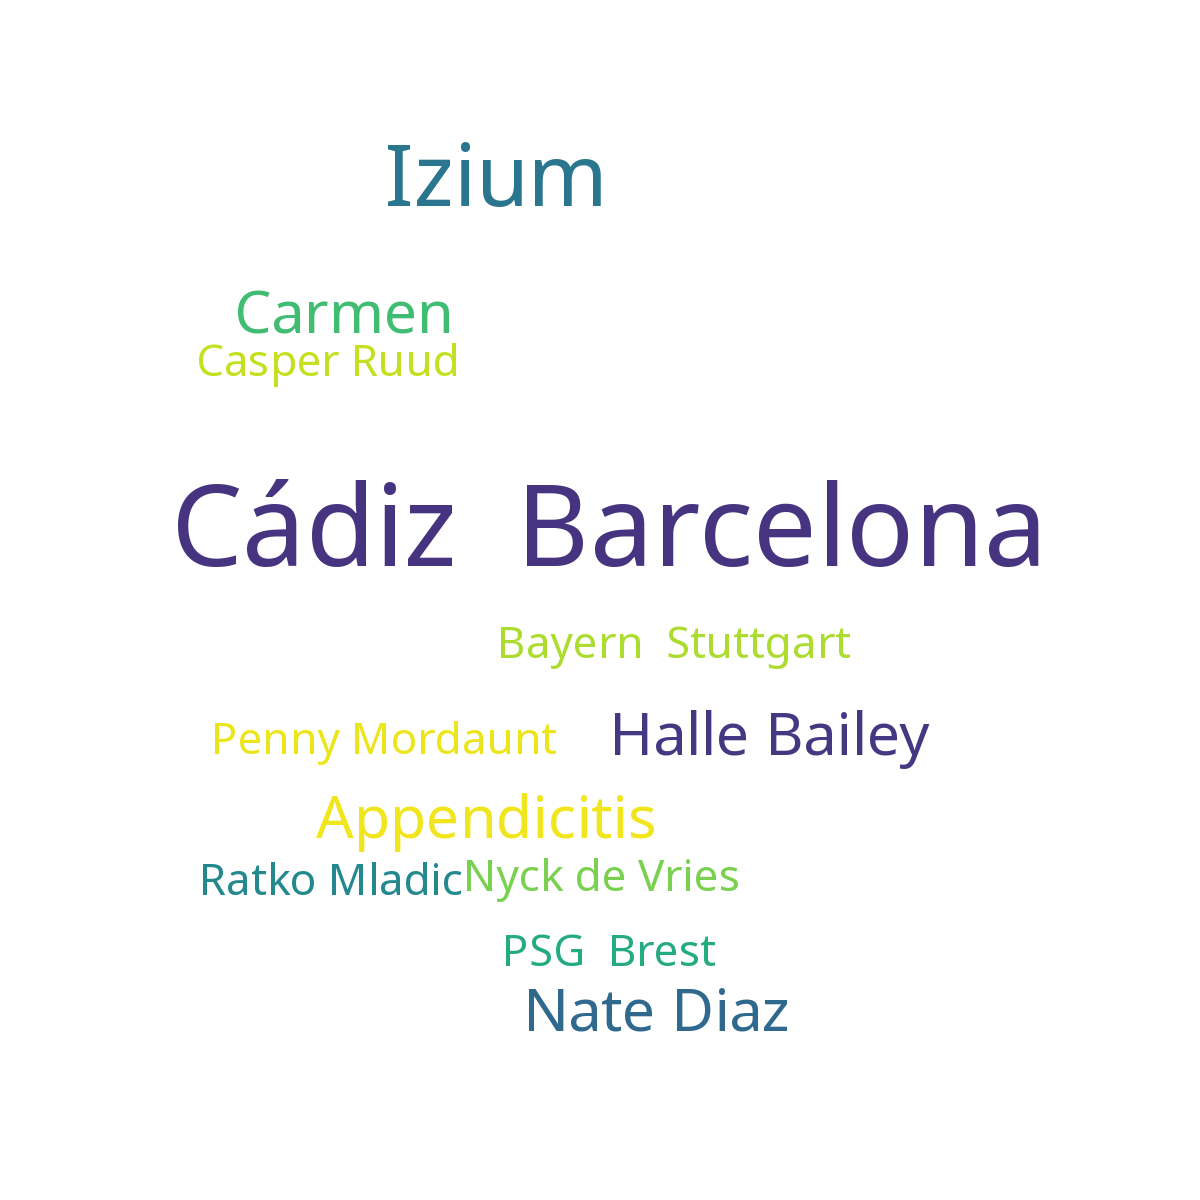 Izium
Carmen
Casper Ruud
Cádiz Barcelona
Bayern Stuttgart
Halle Bailey
Penny Mordaunt
Appendicitis
Ratko Mladic
Nyck de Vries
PSG Brest
Nate Diaz